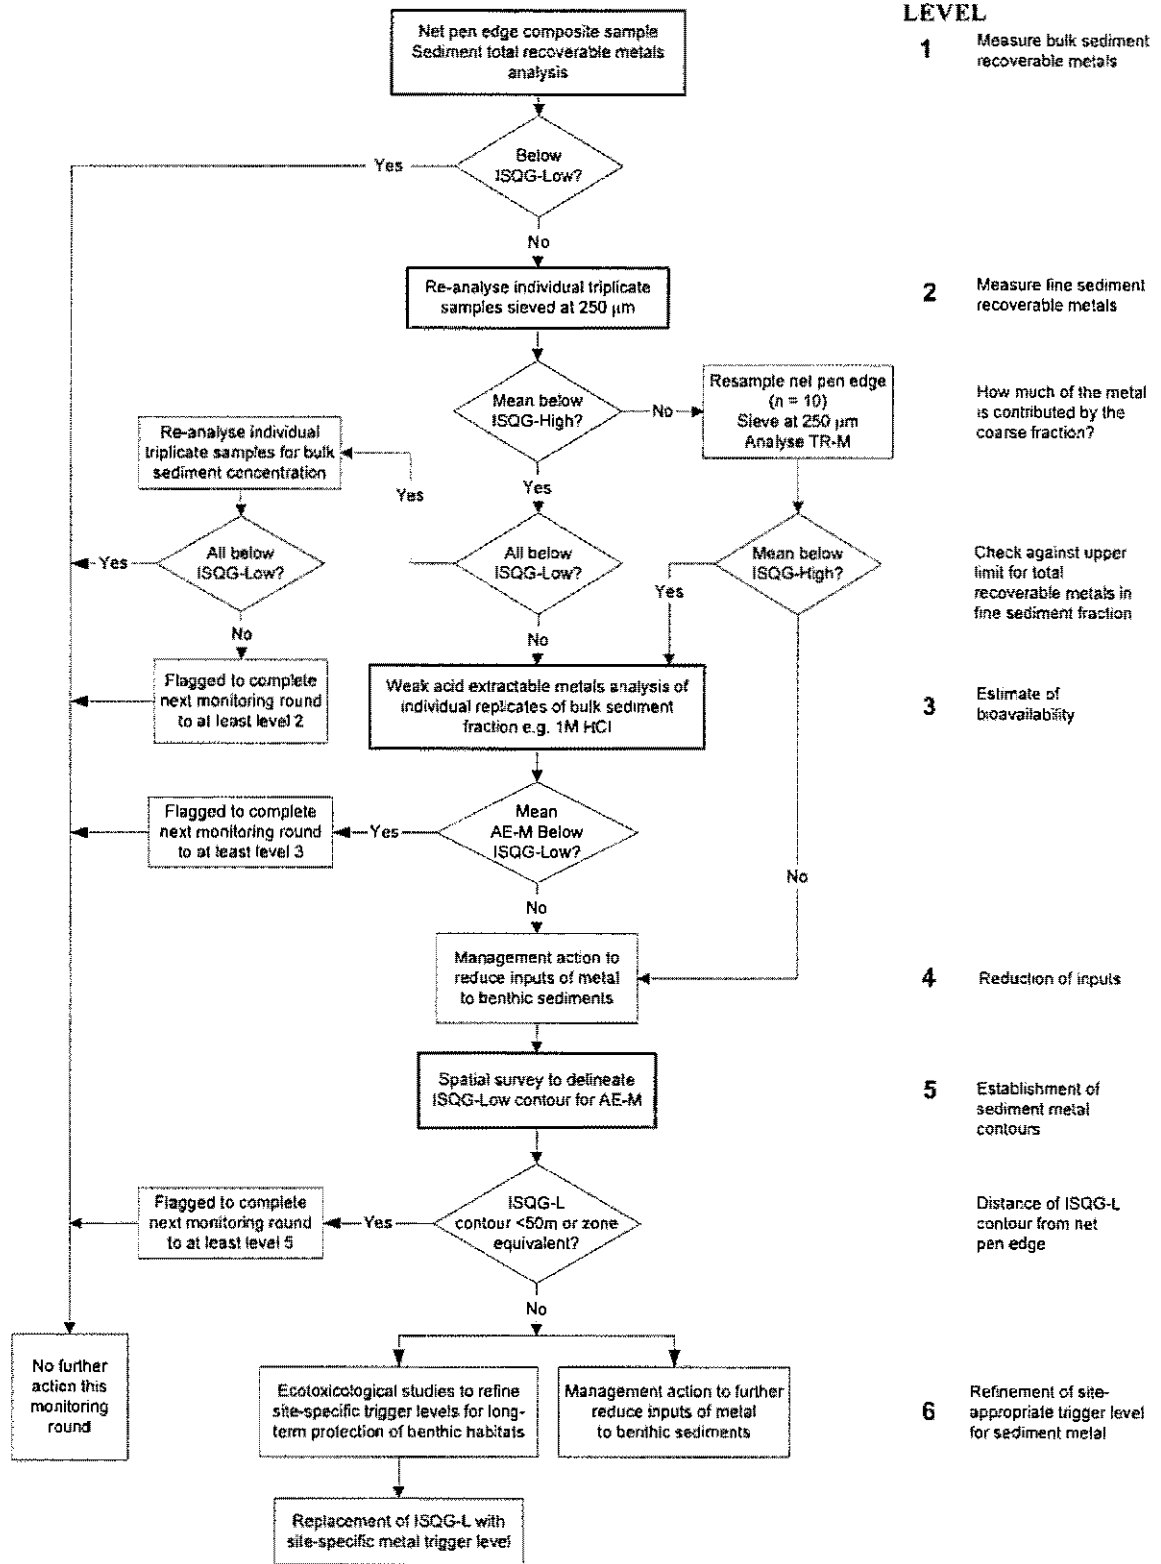 LEVEL
Net pen edge composite sample
Sediment total recoverable metals
analysis
1
Measure bulk sediment
recoverable metals
Below
ISQG-Low?
Yes
No
Re-analyse individual triplicate
samples sieved at 250 µm
2
Measure fine sediment
recoverable metals
Mean below
ISQG-High?
No
Resample net pen edge
(n = 10)
Sieve at 250 µm
Analyse TR-M
How much of the metal
is contributed by the
coarse fraction?
Re-analyse individual
triplicate samples for bulk
sediment concentration
Yes
Yes
Yes
All below
ISQG-Low?
All below
ISQG-Low?
Mean below
ISQG-High?
Check against upper
limit for total
recoverable metals in
fine sediment fraction
Yes
No
No
Flagged to complete
next monitoring round
to at least level 2
Weak acid extractable metals analysis of
individual replicates of bulk sediment
fraction e.g. 1M HCl
3
Estimate of
bioavailability
Flagged to complete
next monitoring round
to at least level 3
Yes
Mean
AE-M Below
ISQG-Low?
No
No
Management action to
reduce inputs of metal
to benthic sediments
4
Reduction of inputs
Spatial survey to delineate
ISQG-Low contour for AE-M
5
Establishment of
sediment metal
contours
Flagged to complete
next monitoring round
to at least level 5
Yes
ISQG-L
contour <50m or zone
equivalent?
Distance of ISQG-L
contour from net
pen edge
No
No further
action this
monitoring
round
Ecotoxicological studies to refine
site-specific trigger levels for long-
term protection of benthic habitats
Management action to further
reduce inputs of metal
to benthic sediments
6
Refinement of site-
appropriate trigger level
for sediment metal
Replacement of ISQG-L with
site-specific metal trigger level